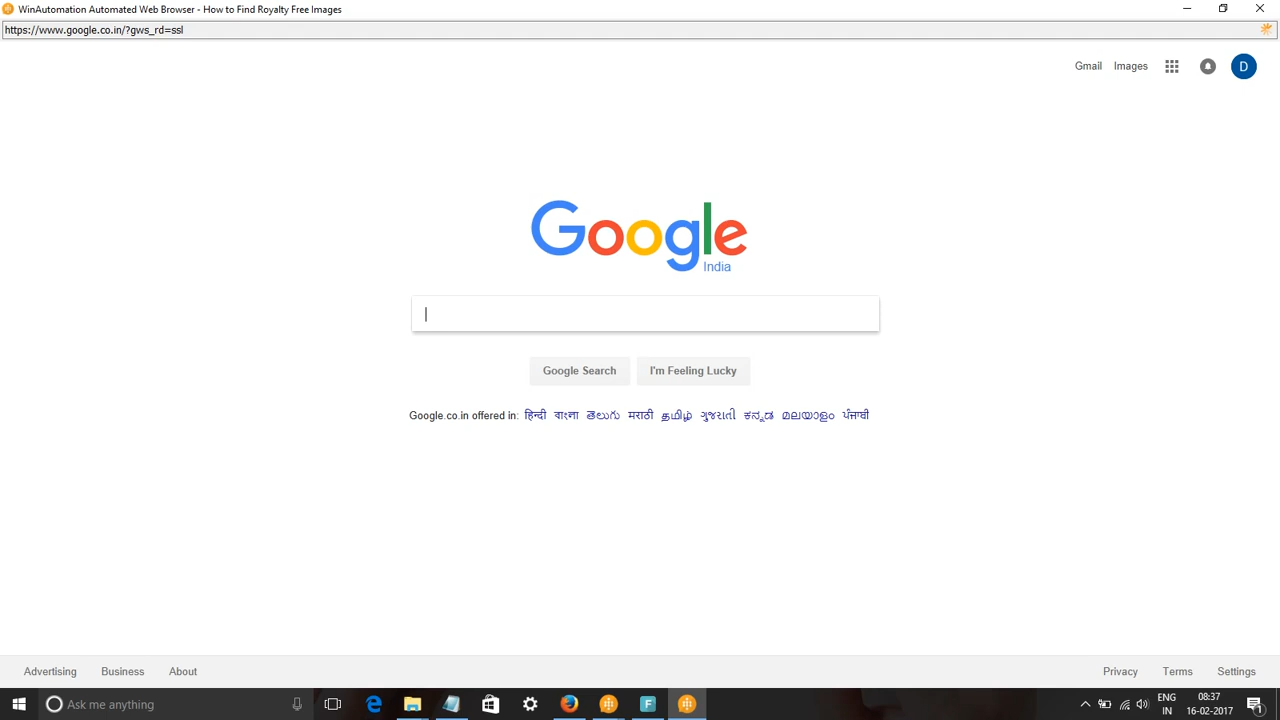 WinAutomation Automated Web Browser - How to Find Royalty Free Images
https://www.google.co.in/?gws_rd=ssl
Gmail Images D
Google
India
Google Search I'm Feeling Lucky
Google.co.in offered in: हिन्दी বাংলা తెలుగు मराठी தமிழ் ગુજરાતી ಕನ್ನಡ മലയാളം ਪੰਜਾਬੀ
Advertising Business About Privacy Terms Settings
Ask me anything F ENG 08:37
IN 16-02-2017 1